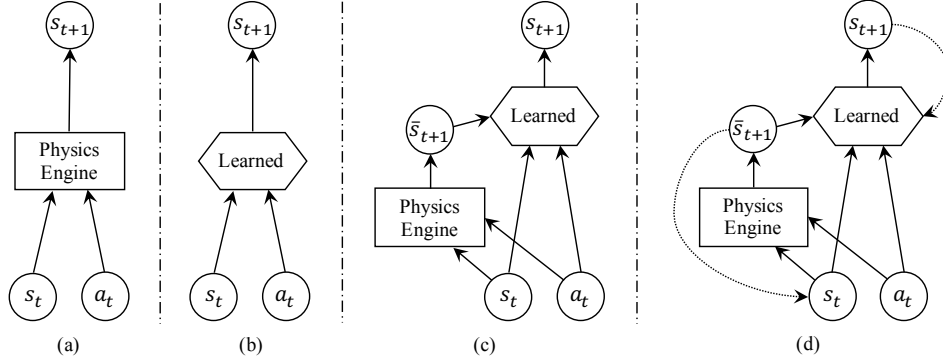 s_{t+1}
Physics
Engine
s_t
a_t
(a)
s_{t+1}
Learned
s_t
a_t
(b)
s_{t+1}
Learned
s̄_{t+1}
Physics
Engine
s_t
a_t
(c)
s_{t+1}
Learned
s̄_{t+1}
Physics
Engine
s_t
a_t
(d)